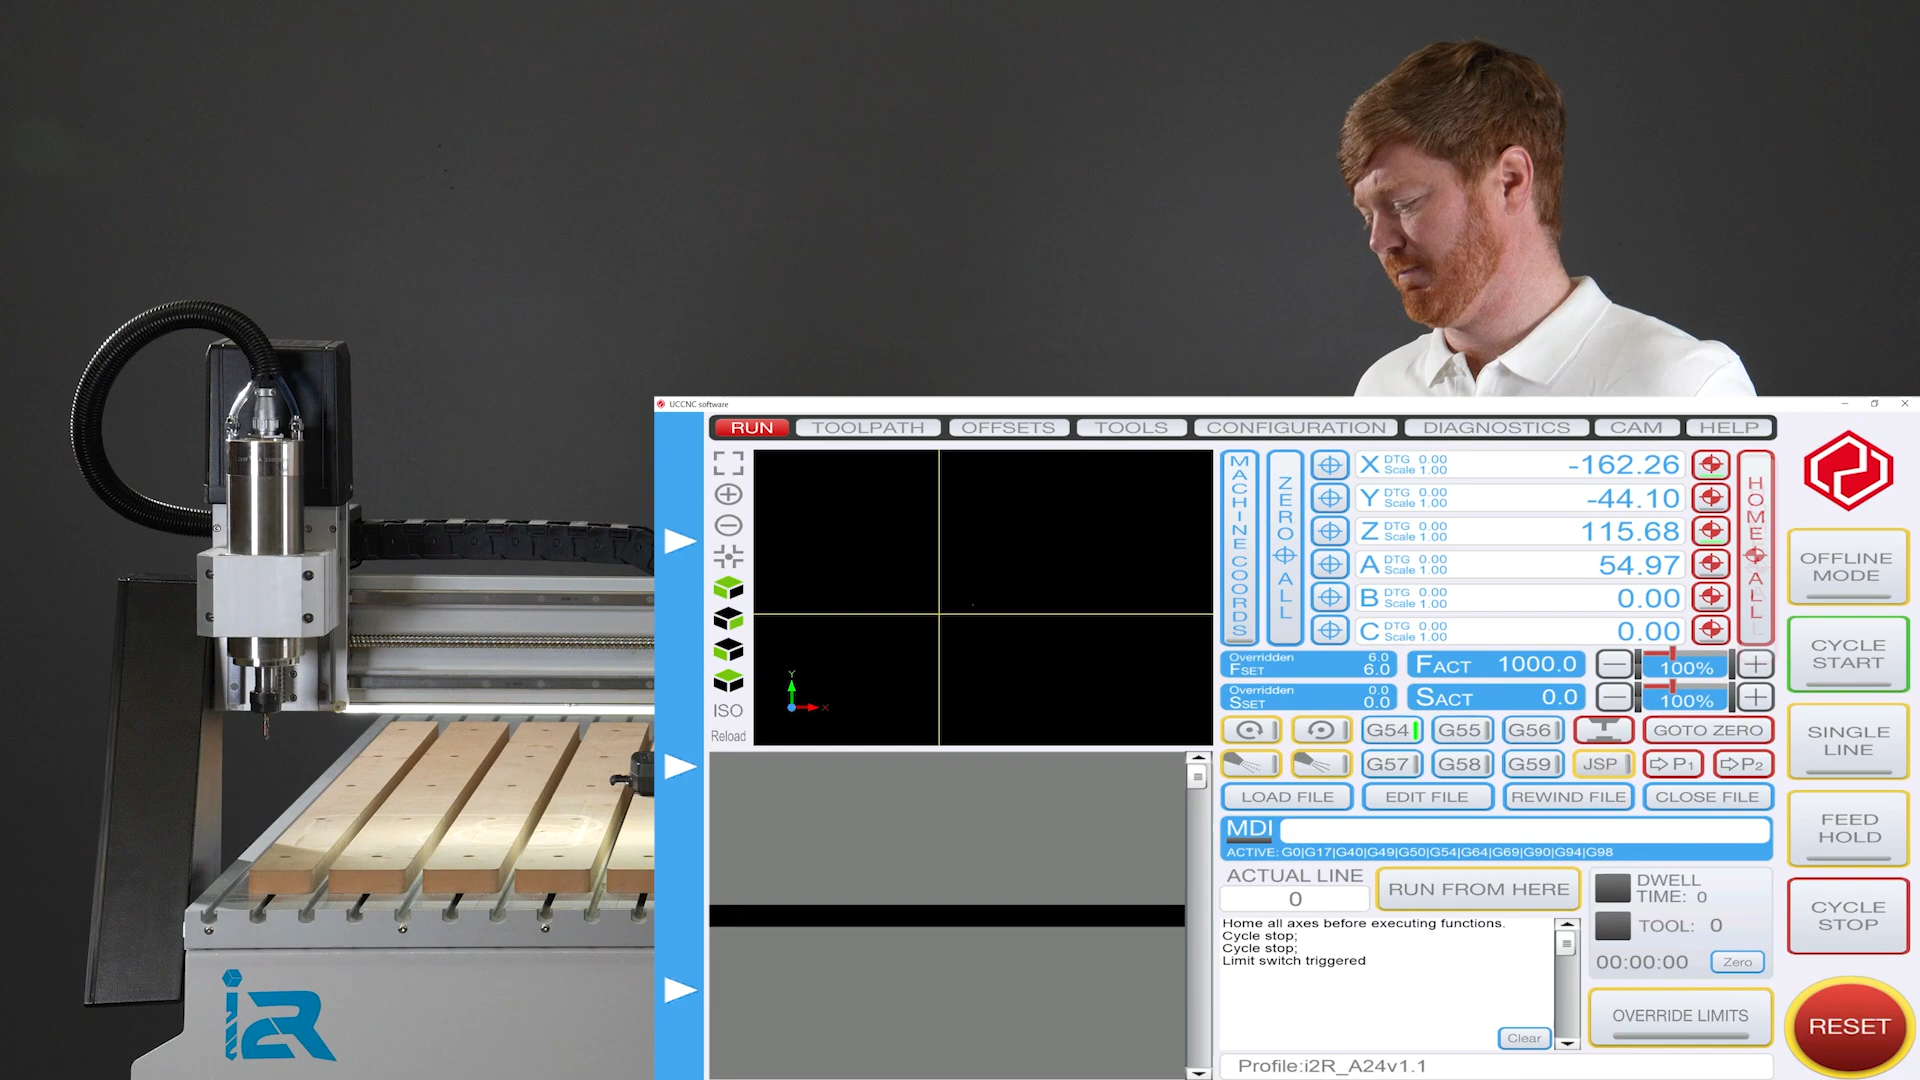 UCCNC software
RUN TOOLPATH OFFSETS TOOLS CONFIGURATION DIAGNOSTICS CAM HELP
MACHINE COORDS
ZERO ALL
X DTG 0.00 Scale 1.00 -162.26
Y DTG 0.00 Scale 1.00 -44.10
Z DTG 0.00 Scale 1.00 115.68
A DTG 0.00 Scale 1.00 54.97
B DTG 0.00 Scale 1.00 0.00
C DTG 0.00 Scale 1.00 0.00
HOME ALL
Y
X
ISO
Reload
Overridden 6.0
FSET 6.0
FACT 1000.0
100%
Overridden 0.0
SSET 0.0
SACT 0.0
100%
G54 G55 G56 GOTO ZERO
G57 G58 G59 JSP P1 P2
LOAD FILE EDIT FILE REWIND FILE CLOSE FILE
MDI
ACTIVE: G0|G17|G40|G49|G50|G54|G64|G69|G90|G94|G98
ACTUAL LINE
0
RUN FROM HERE
DWELL
TIME: 0
TOOL: 0
00:00:00 Zero
Home all axes before executing functions.
Cycle stop;
Cycle stop;
Limit switch triggered
Clear
OVERRIDE LIMITS
Profile:i2R_A24v1.1
OFFLINE
MODE
CYCLE
START
SINGLE
LINE
FEED
HOLD
CYCLE
STOP
RESET
i2R